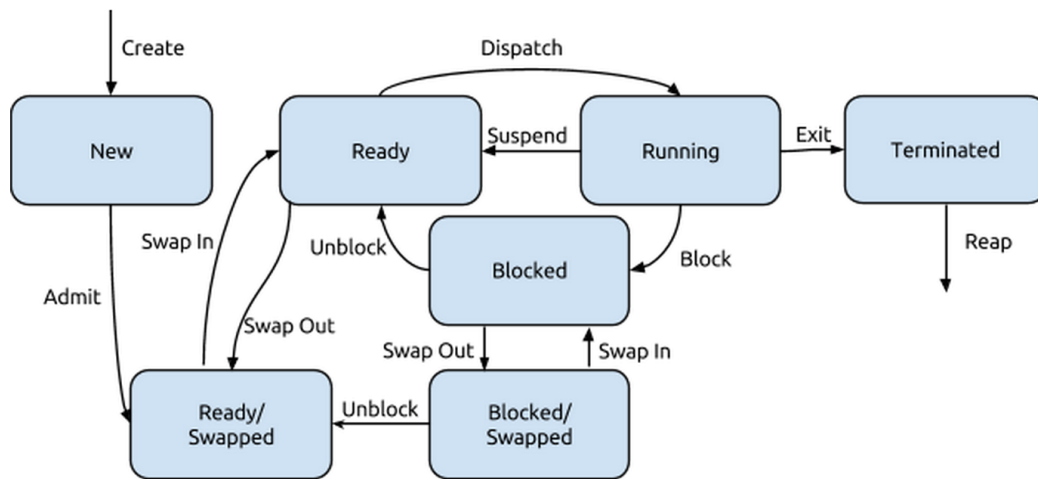 Create
Dispatch
New
Ready
Suspend
Running
Exit
Terminated
Swap In
Unblock
Blocked
Block
Reap
Admit
Swap Out
Swap Out
Swap In
Ready/
Swapped
Unblock
Blocked/
Swapped